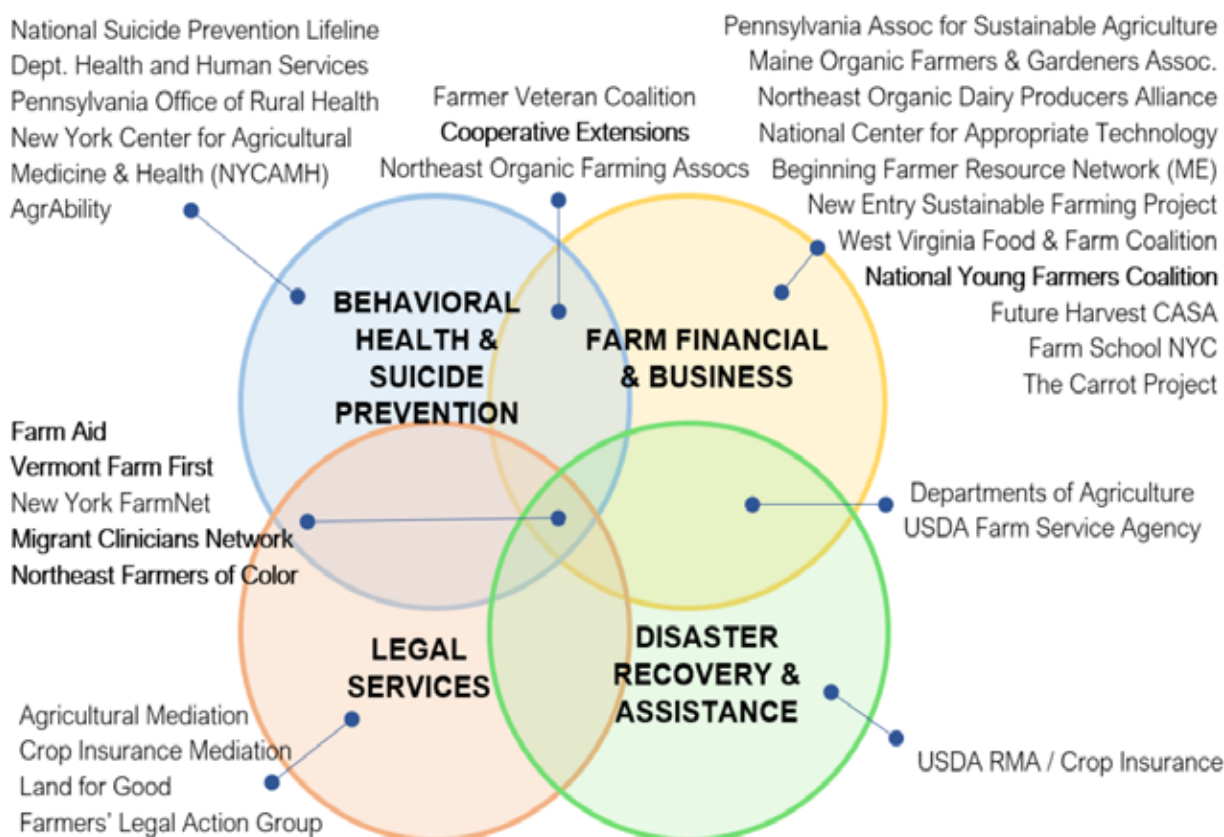 National Suicide Prevention Lifeline
Dept. Health and Human Services
Pennsylvania Office of Rural Health
New York Center for Agricultural
Medicine & Health (NYCAMH)
AgrAbility
Farmer Veteran Coalition
Cooperative Extensions
Northeast Organic Farming Assocs
Pennsylvania Assoc for Sustainable Agriculture
Maine Organic Farmers & Gardeners Assoc.
Northeast Organic Dairy Producers Alliance
National Center for Appropriate Technology
Beginning Farmer Resource Network (ME)
New Entry Sustainable Farming Project
West Virginia Food & Farm Coalition
National Young Farmers Coalition
Future Harvest CASA
Farm School NYC
The Carrot Project
BEHAVIORAL
HEALTH &
SUICIDE
PREVENTION
FARM FINANCIAL
& BUSINESS
Farm Aid
Vermont Farm First
New York FarmNet
Migrant Clinicians Network
Northeast Farmers of Color
Departments of Agriculture
USDA Farm Service Agency
LEGAL
SERVICES
DISASTER
RECOVERY &
ASSISTANCE
Agricultural Mediation
Crop Insurance Mediation
Land for Good
Farmers' Legal Action Group
USDA RMA / Crop Insurance